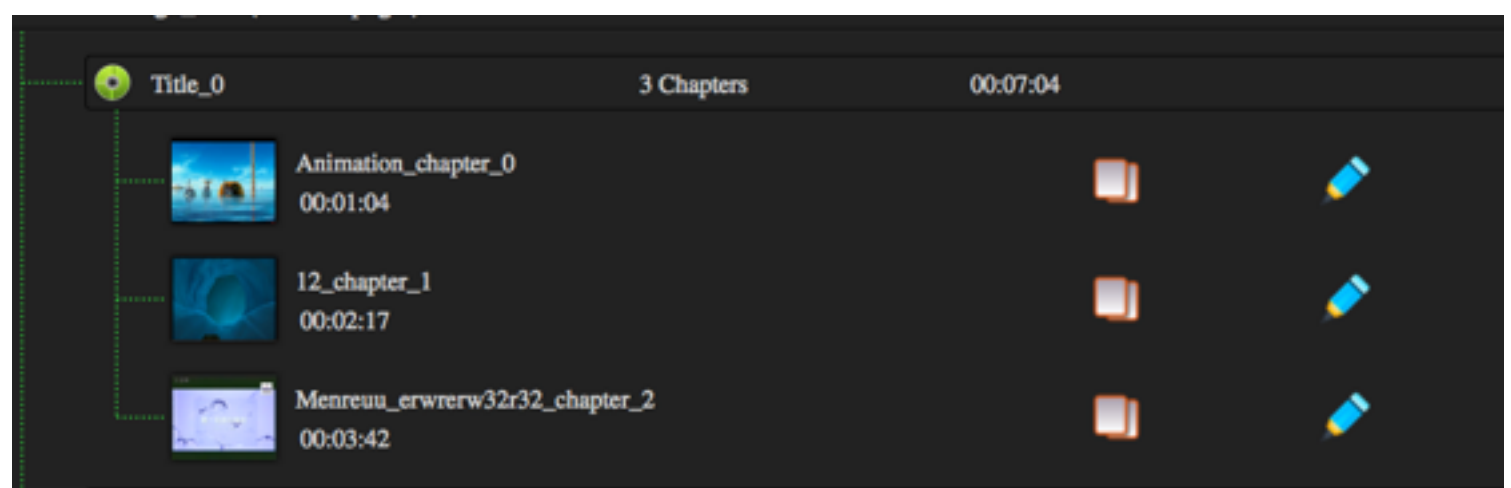 Title_0 3 Chapters 00:07:04
Animation_chapter_0
00:01:04
12_chapter_1
00:02:17
Menreuu_erwrerw32r32_chapter_2
00:03:42